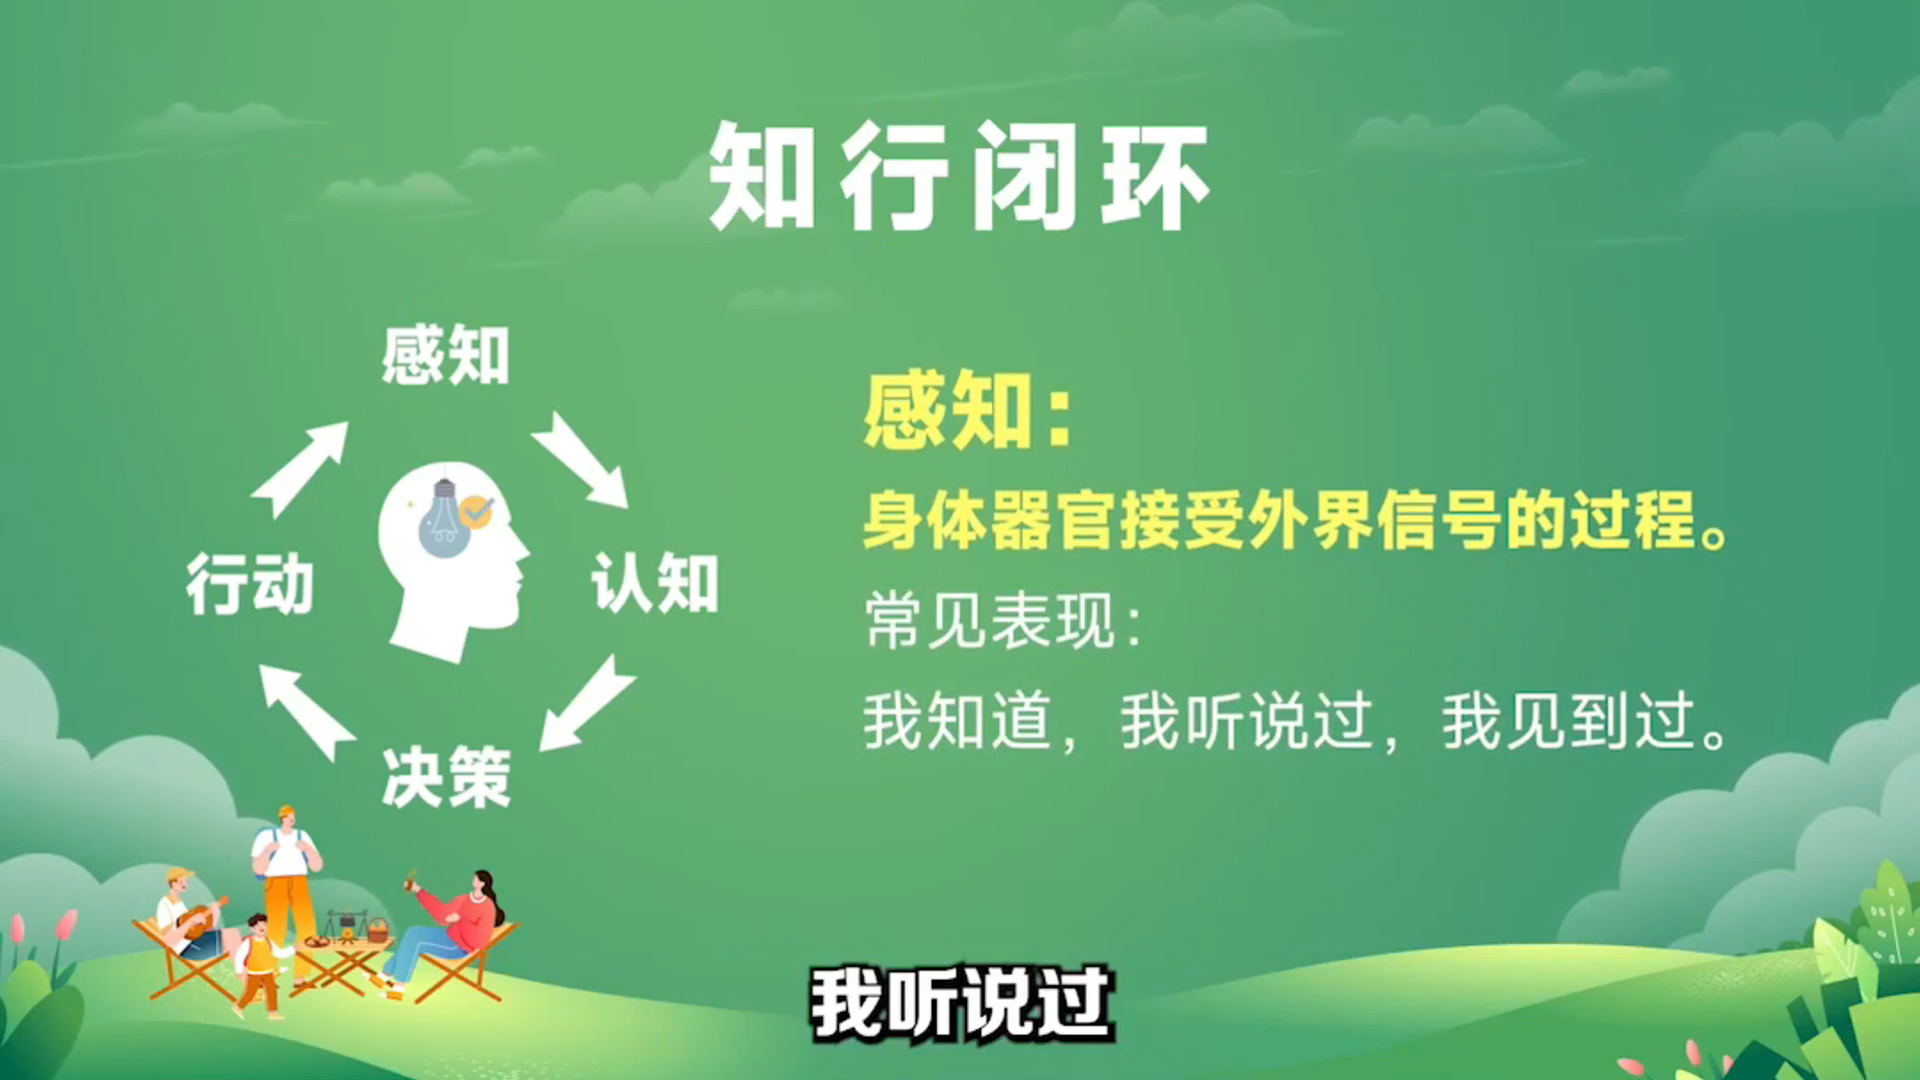 知行闭环
感知
行动
认知
决策
感知：
身体器官接受外界信号的过程。
常见表现：
我知道，我听说过，我见到过。
我听说过